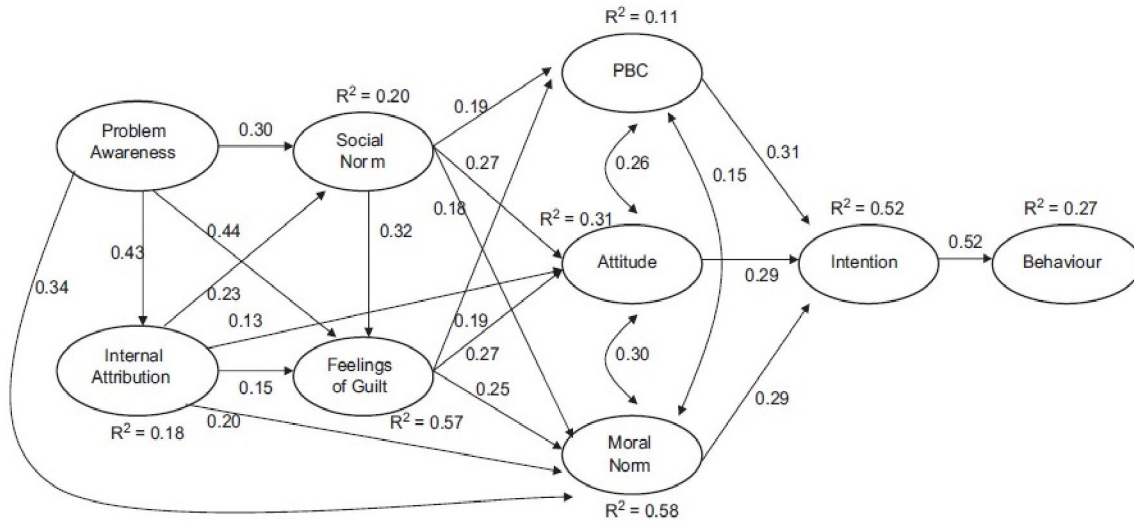 R² = 0.11
PBC
R² = 0.20
0.19
Problem
Awareness
0.30
Social
Norm
0.27
0.26
0.31
0.15
0.18
R² = 0.31
R² = 0.52
R² = 0.27
0.44
0.32
0.43
Attitude
0.29
Intention
0.52
Behaviour
0.34
0.23
0.13
0.19
Internal
Attribution
Feelings
of Guilt
0.27
0.30
0.15
0.25
0.29
0.20
R² = 0.18
R² = 0.57
Moral
Norm
R² = 0.58